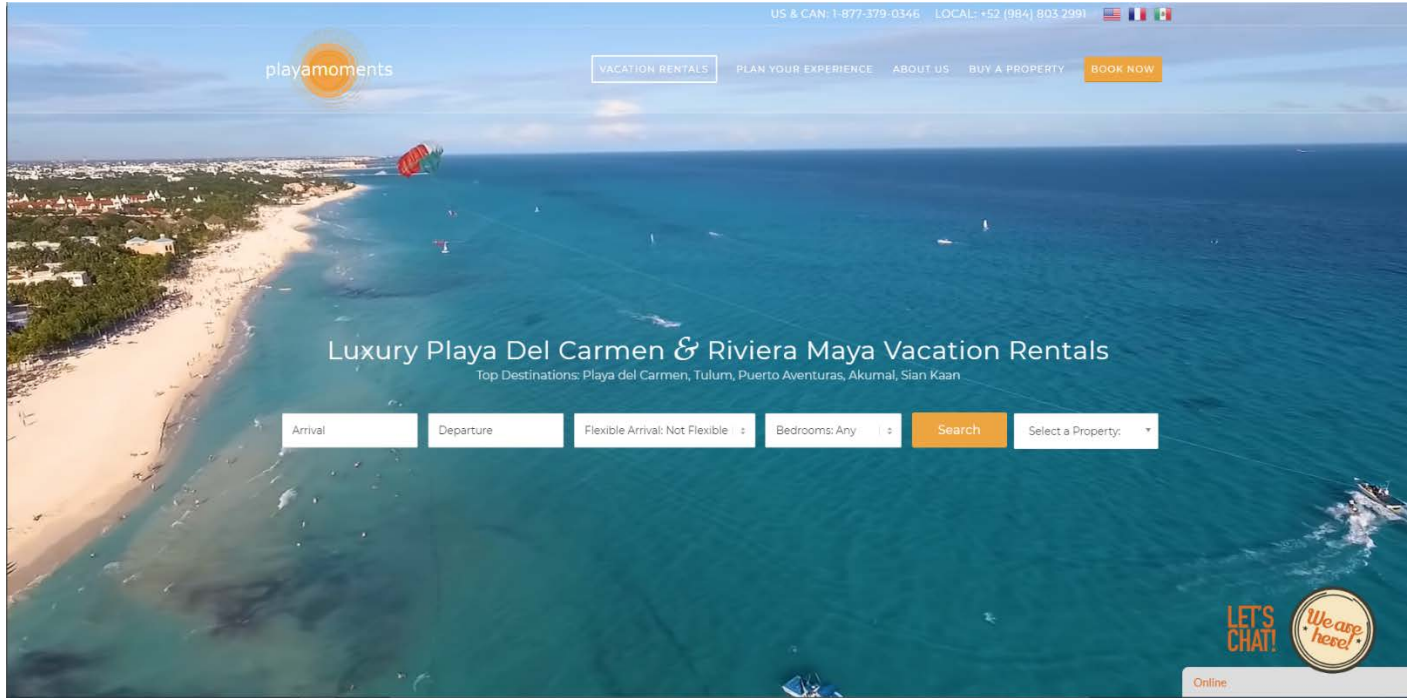 US & CAN: 1-877-379-0346 LOCAL: +52 (984) 803 2991
playamoments
VACATION RENTALS PLAN YOUR EXPERIENCE ABOUT US BUY A PROPERTY BOOK NOW
Luxury Playa Del Carmen & Riviera Maya Vacation Rentals
Top Destinations: Playa del Carmen, Tulum, Puerto Aventuras, Akumal, Sian Kaan
Arrival Departure Flexible Arrival: Not Flexible Bedrooms: Any Search Select a Property:
LET'S
CHAT!
We are
here!
Online